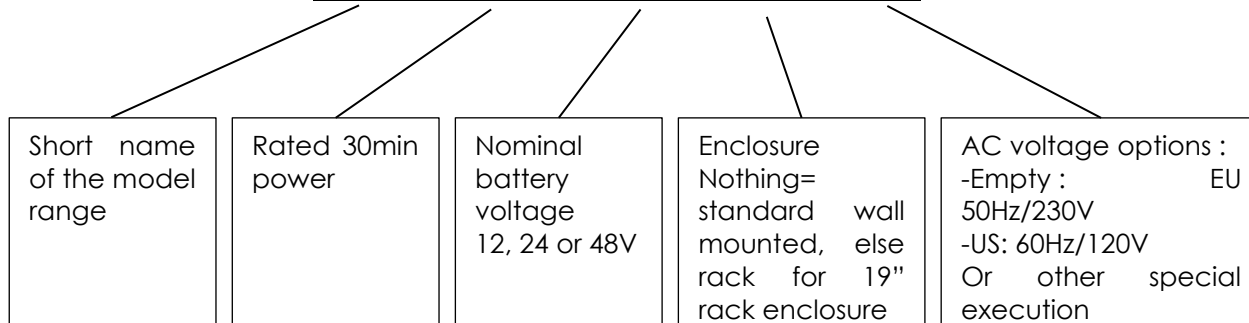 Short name
of the model
range
Rated 30min
power
Nominal
battery
voltage
12, 24 or 48V
Enclosure
Nothing=
standard wall
mounted, else
rack for 19”
rack enclosure
AC voltage options :
-Empty : EU
50Hz/230V
-US: 60Hz/120V
Or other special
execution